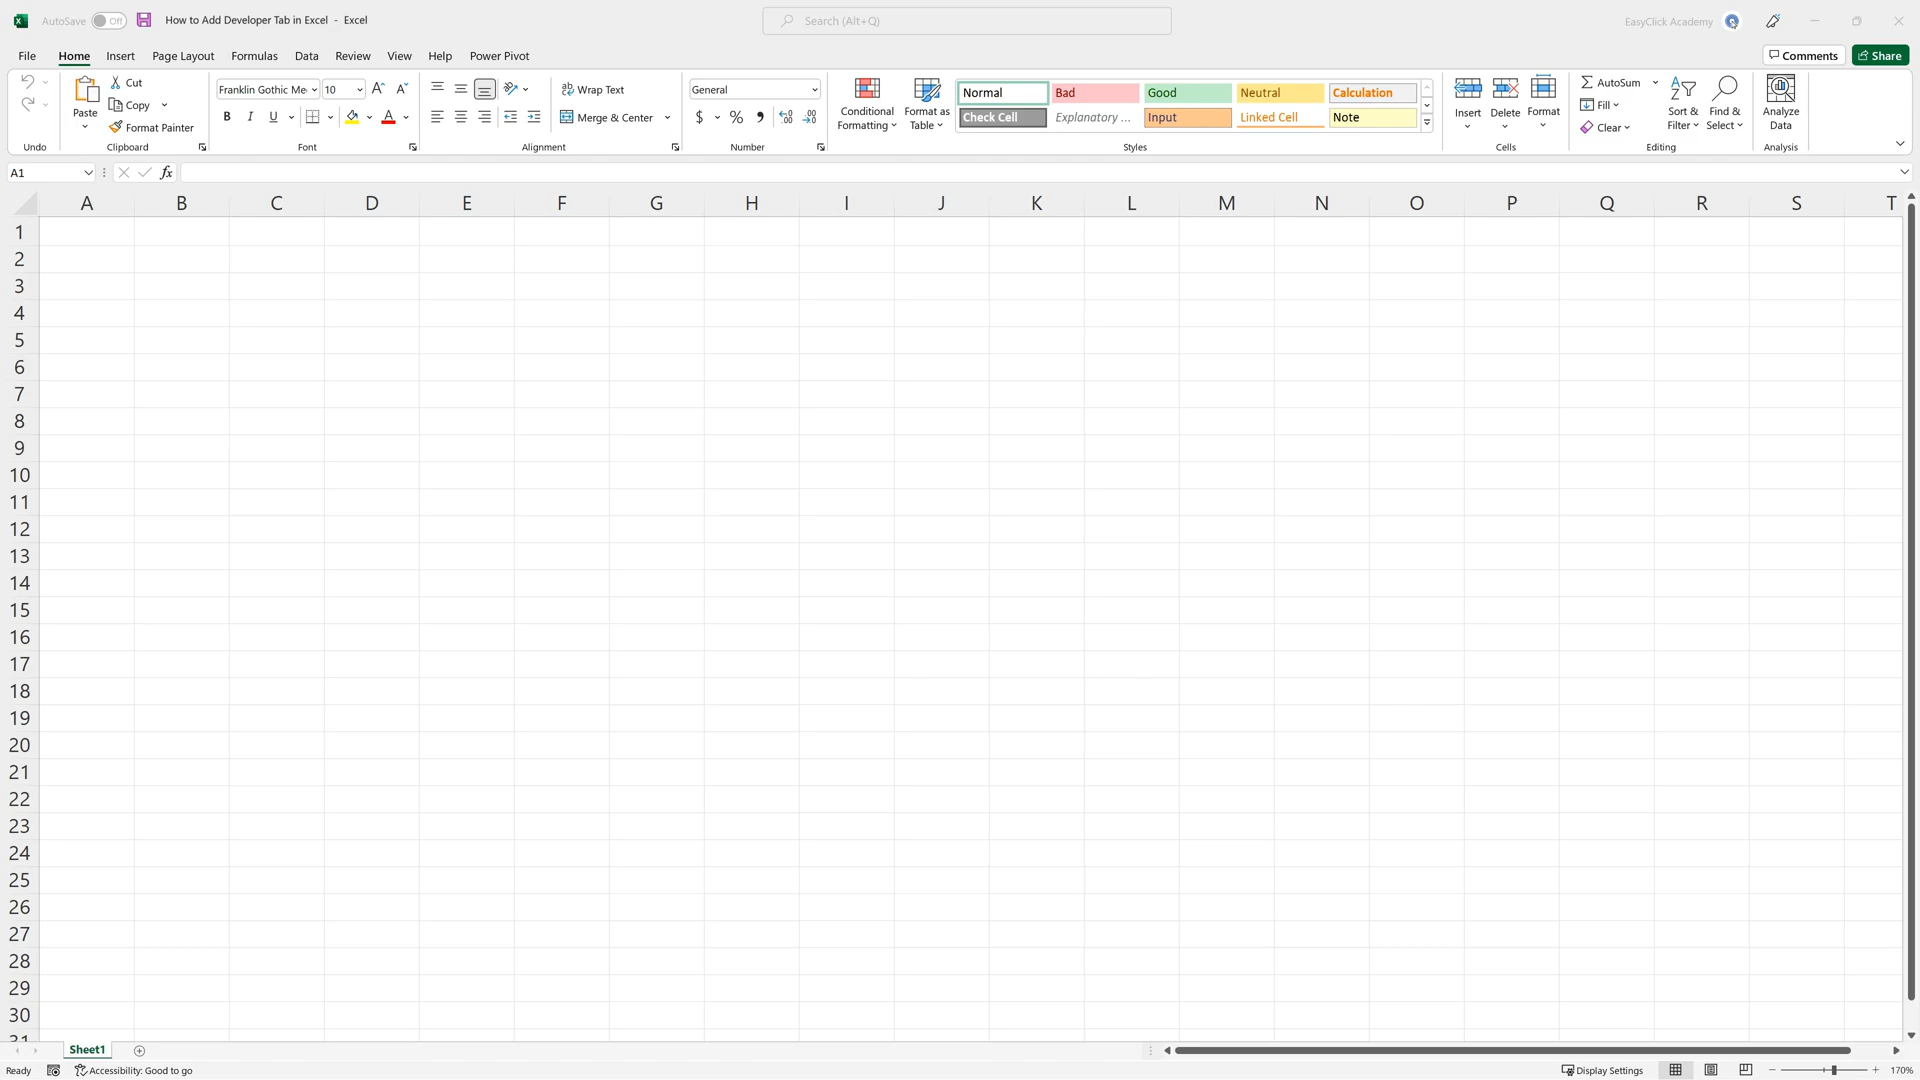 AutoSave Off How to Add Developer Tab in Excel - Excel Search (Alt+Q) EasyClick Academy
File Home Insert Page Layout Formulas Data Review View Help Power Pivot Comments Share
Cut
Copy
Format Painter
Paste
Undo
Clipboard
Franklin Gothic Me 10
B I U A
Font
Wrap Text
Merge & Center
Alignment
General
$ % ,
Number
Conditional Formatting
Format as Table
Normal Bad Good Neutral Calculation
Check Cell Explanatory ... Input Linked Cell Note
Styles
Insert Delete Format
Cells
AutoSum
Fill
Clear
Sort & Filter
Find & Select
Editing
Analyze Data
Analysis
A1 fx
A B C D E F G H I J K L M N O P Q R S T
1
2
3
4
5
6
7
8
9
10
11
12
13
14
15
16
17
18
19
20
21
22
23
24
25
26
27
28
29
30
31
Sheet1
Ready Accessibility: Good to go Display Settings 170%